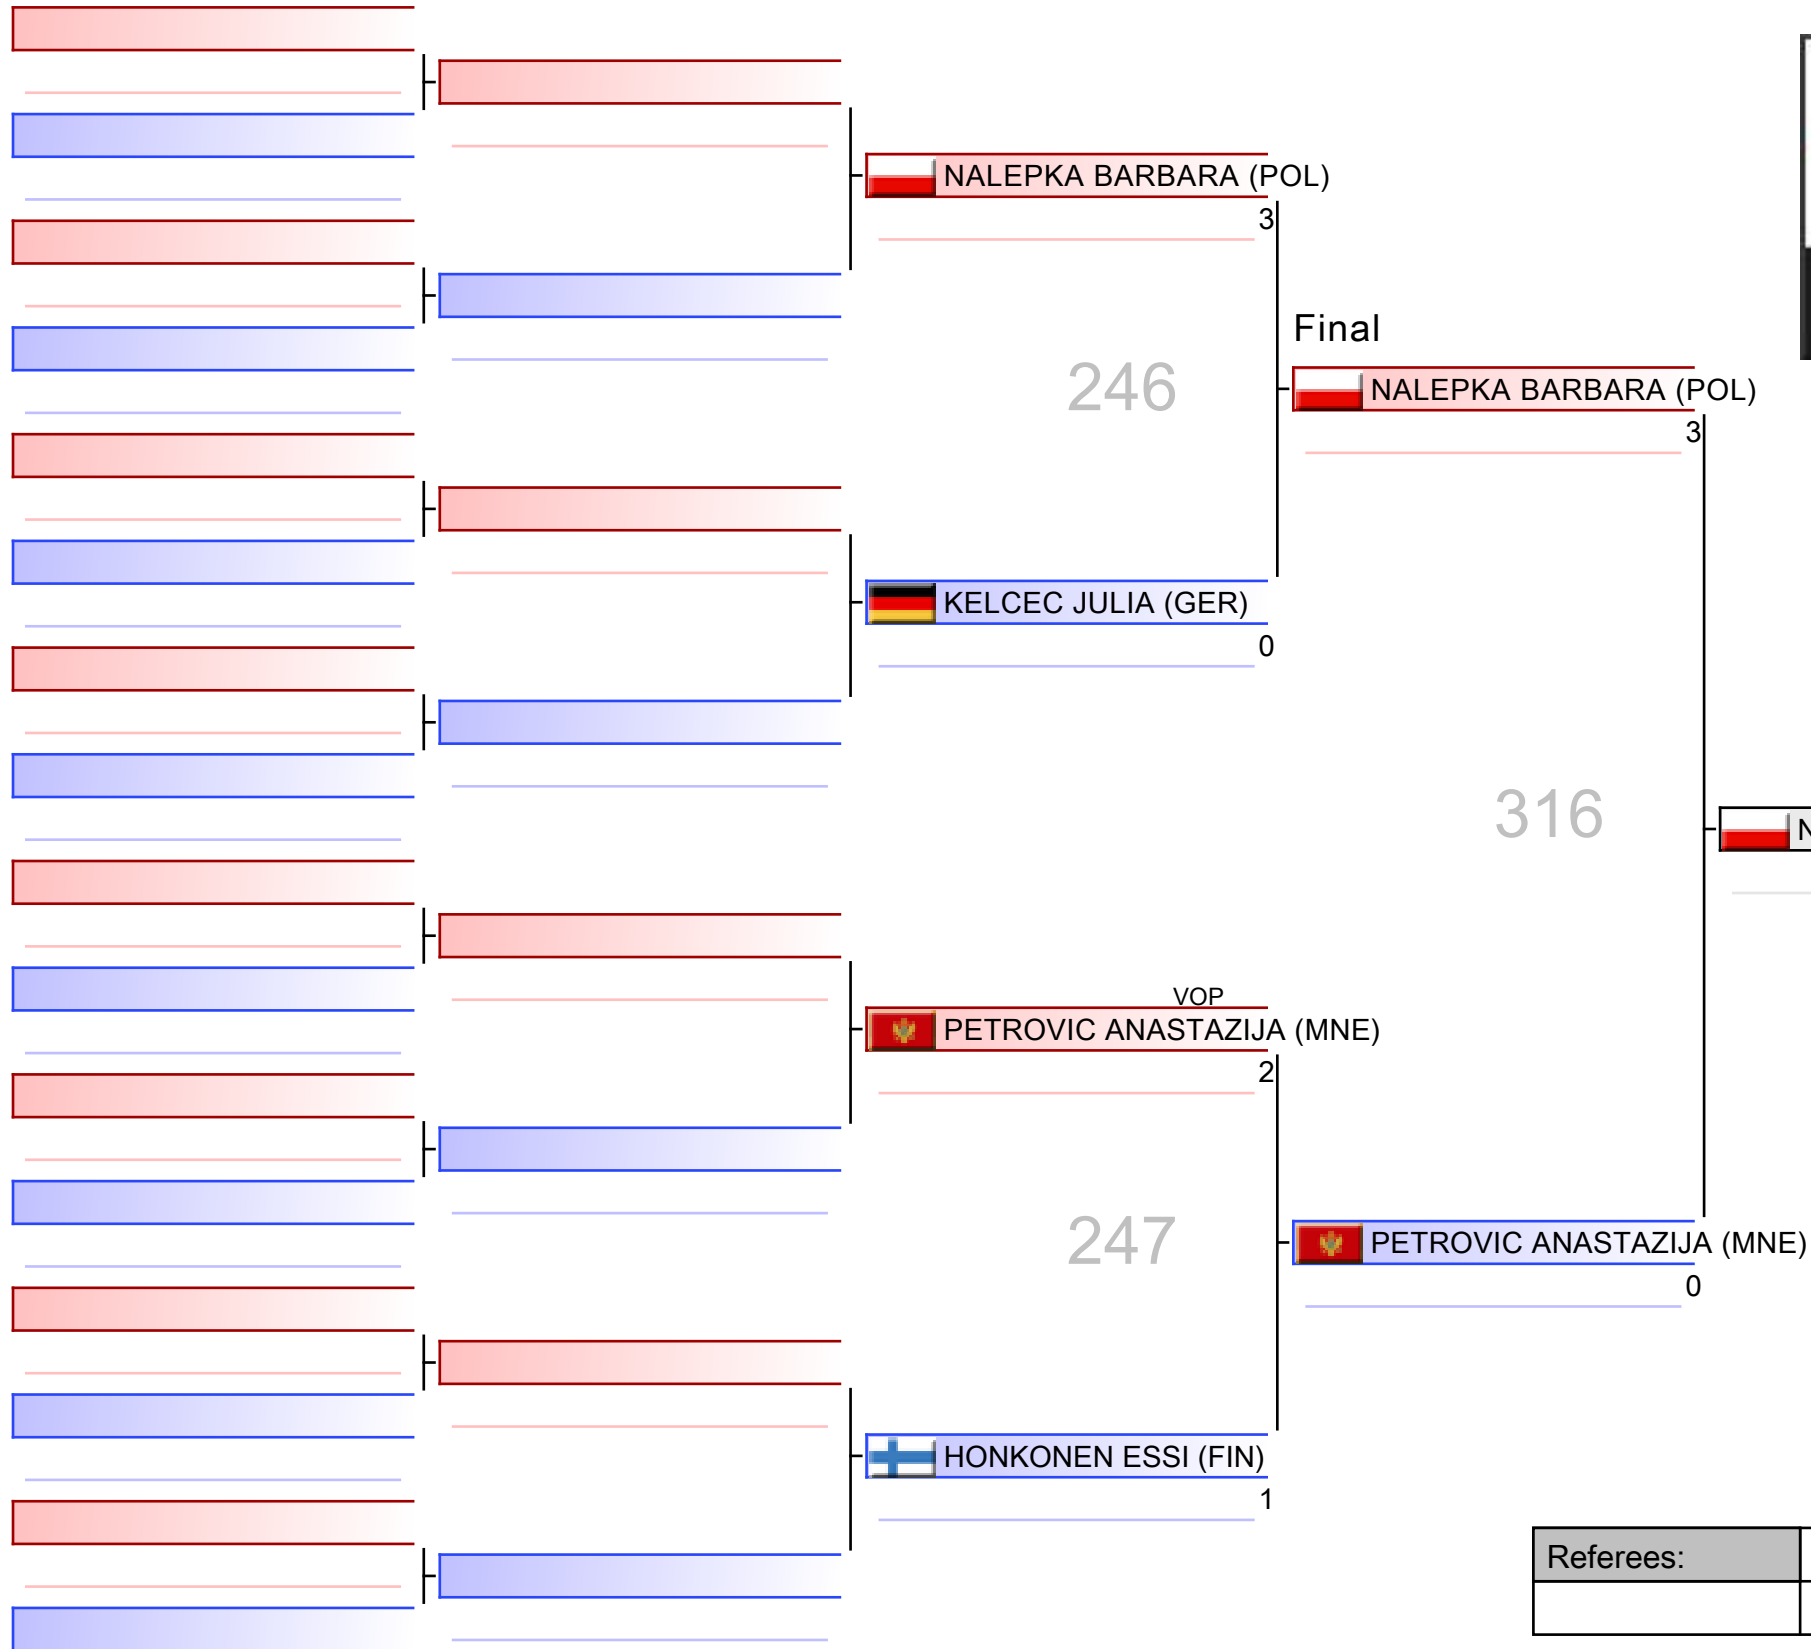 NALEPKA BARBARA (POL)
3
Final
246
NALEPKA BARBARA (POL)
3
KELCEC JULIA (GER)
0
316
N
VOP
PETROVIC ANASTAZIJA (MNE)
2
247
PETROVIC ANASTAZIJA (MNE)
0
HONKONEN ESSI (FIN)
1
Referees: